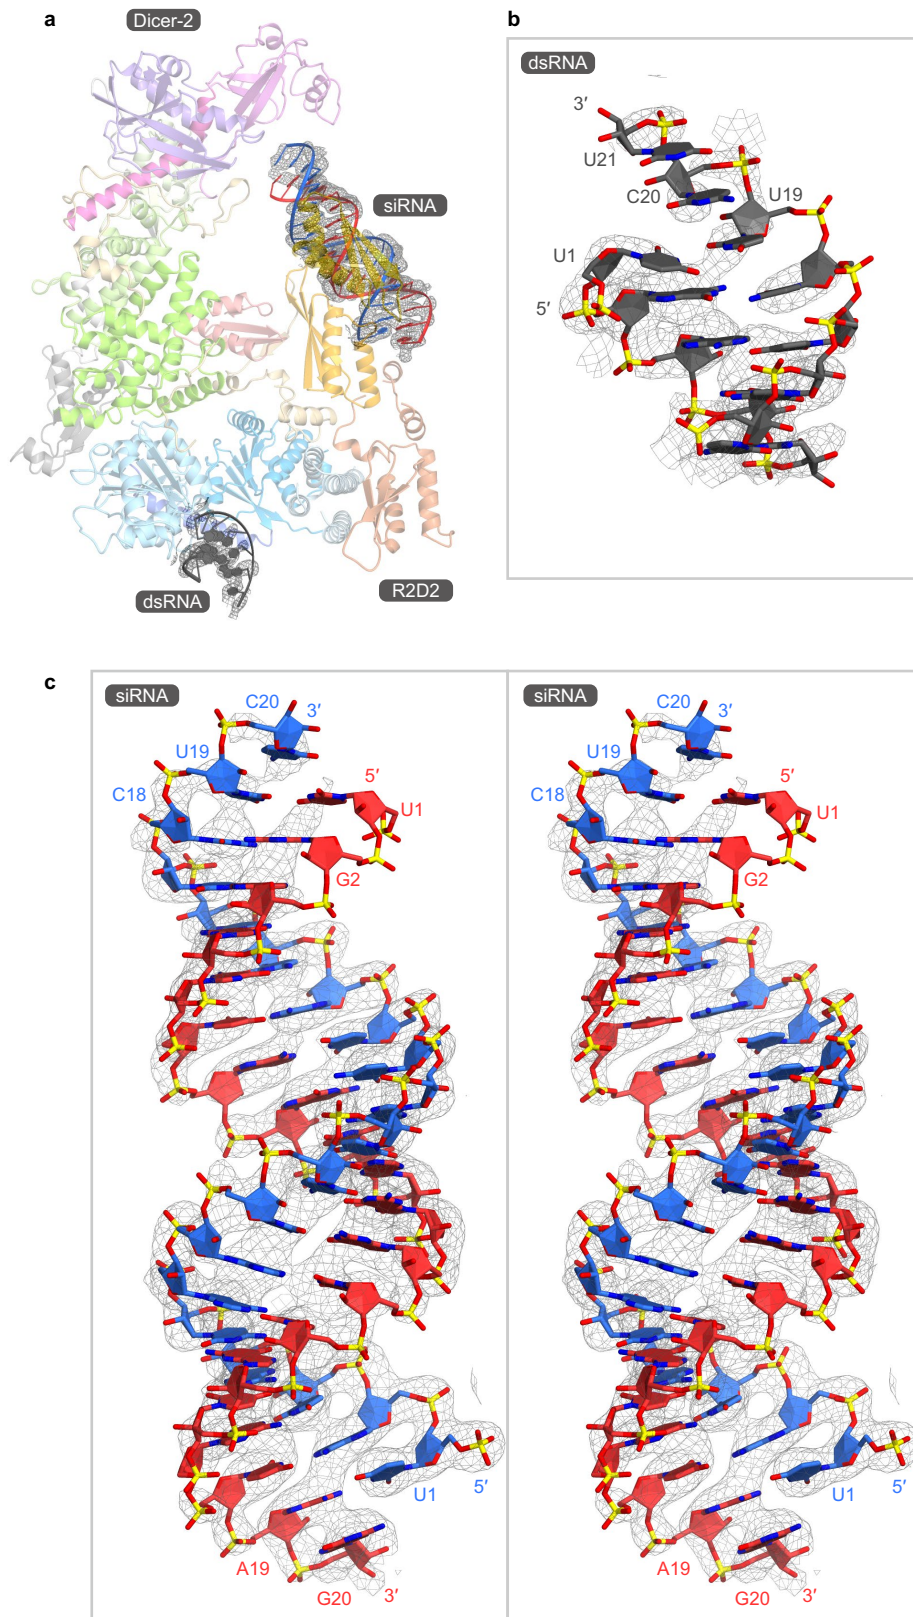 a
Dicer-2
siRNA
dsRNA
R2D2
b
dsRNA
3′
U21
C20
U19
U1
5′
c
siRNA
C20
3′
U19
5′
C18
U1
G2
U1
5′
A19
G20
3′
siRNA
C20
3′
U19
5′
C18
U1
G2
U1
5′
A19
G20
3′